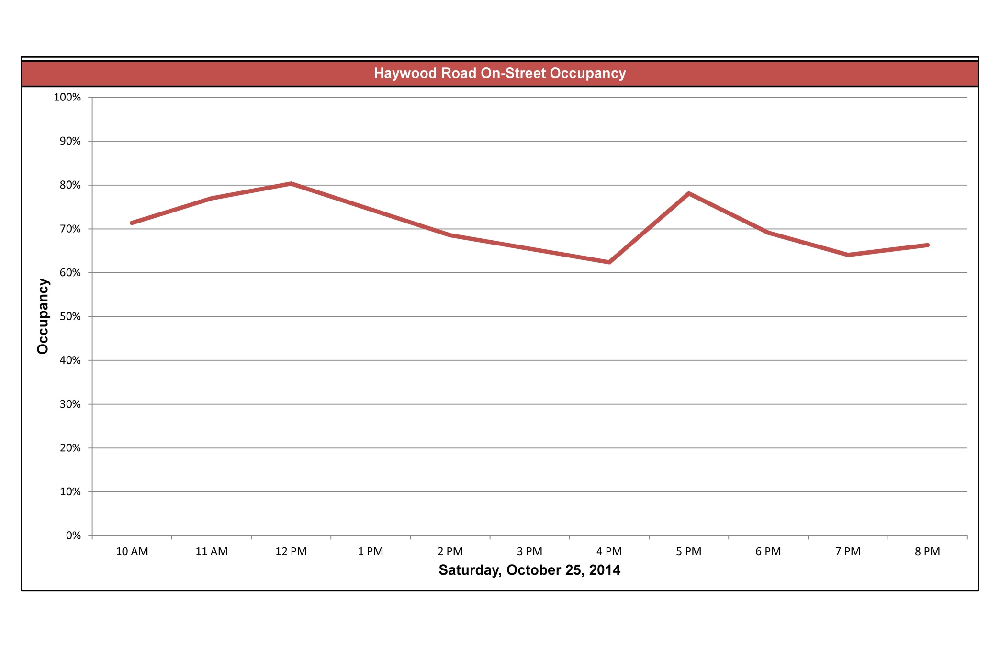 Haywood Road On-Street Occupancy
100%
90%
80%
70%
60%
50%
40%
30%
20%
10%
0%
Occupancy
10 AM 11 AM 12 PM 1 PM 2 PM 3 PM 4 PM 5 PM 6 PM 7 PM 8 PM
Saturday, October 25, 2014